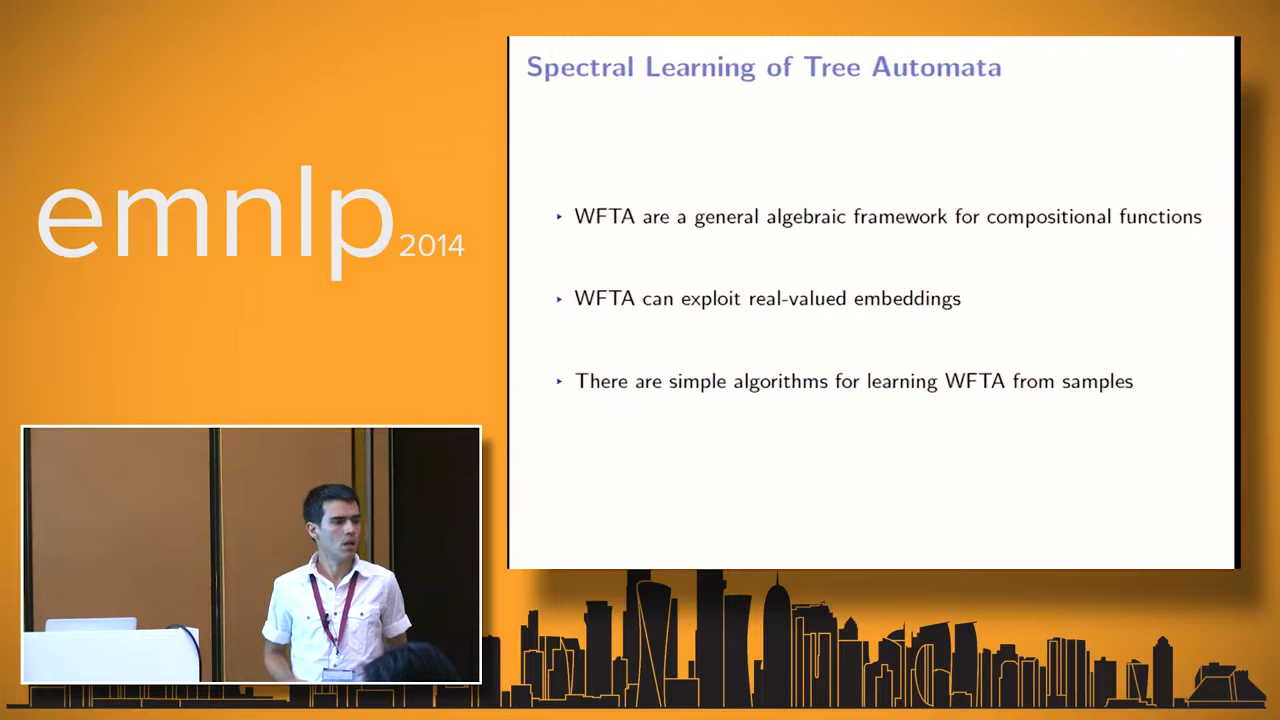 emnlp 2014
Spectral Learning of Tree Automata
‣ WFTA are a general algebraic framework for compositional functions
‣ WFTA can exploit real-valued embeddings
‣ There are simple algorithms for learning WFTA from samples